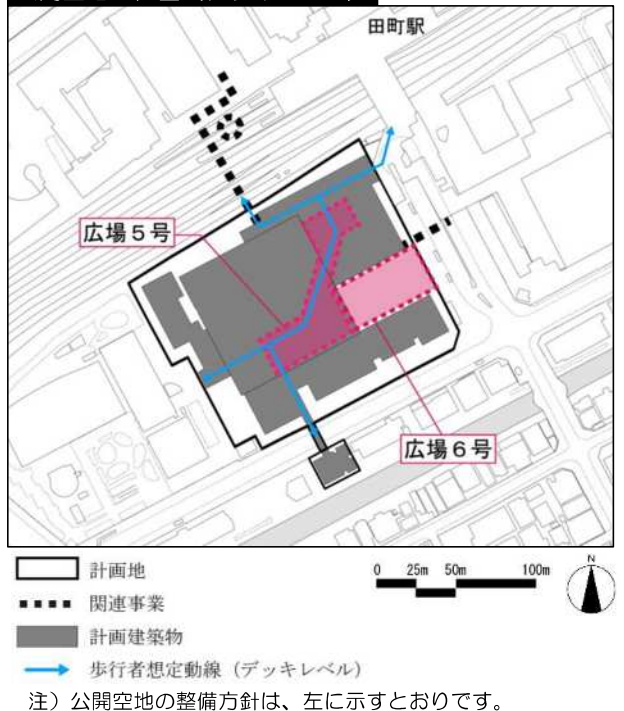 田町駅
広場５号
広場６号
計画地
関連事業
計画建築物
歩行者想定動線（デッキレベル）
0 25m 50m 100m
N
注）公開空地の整備方針は、左に示すとおりです。